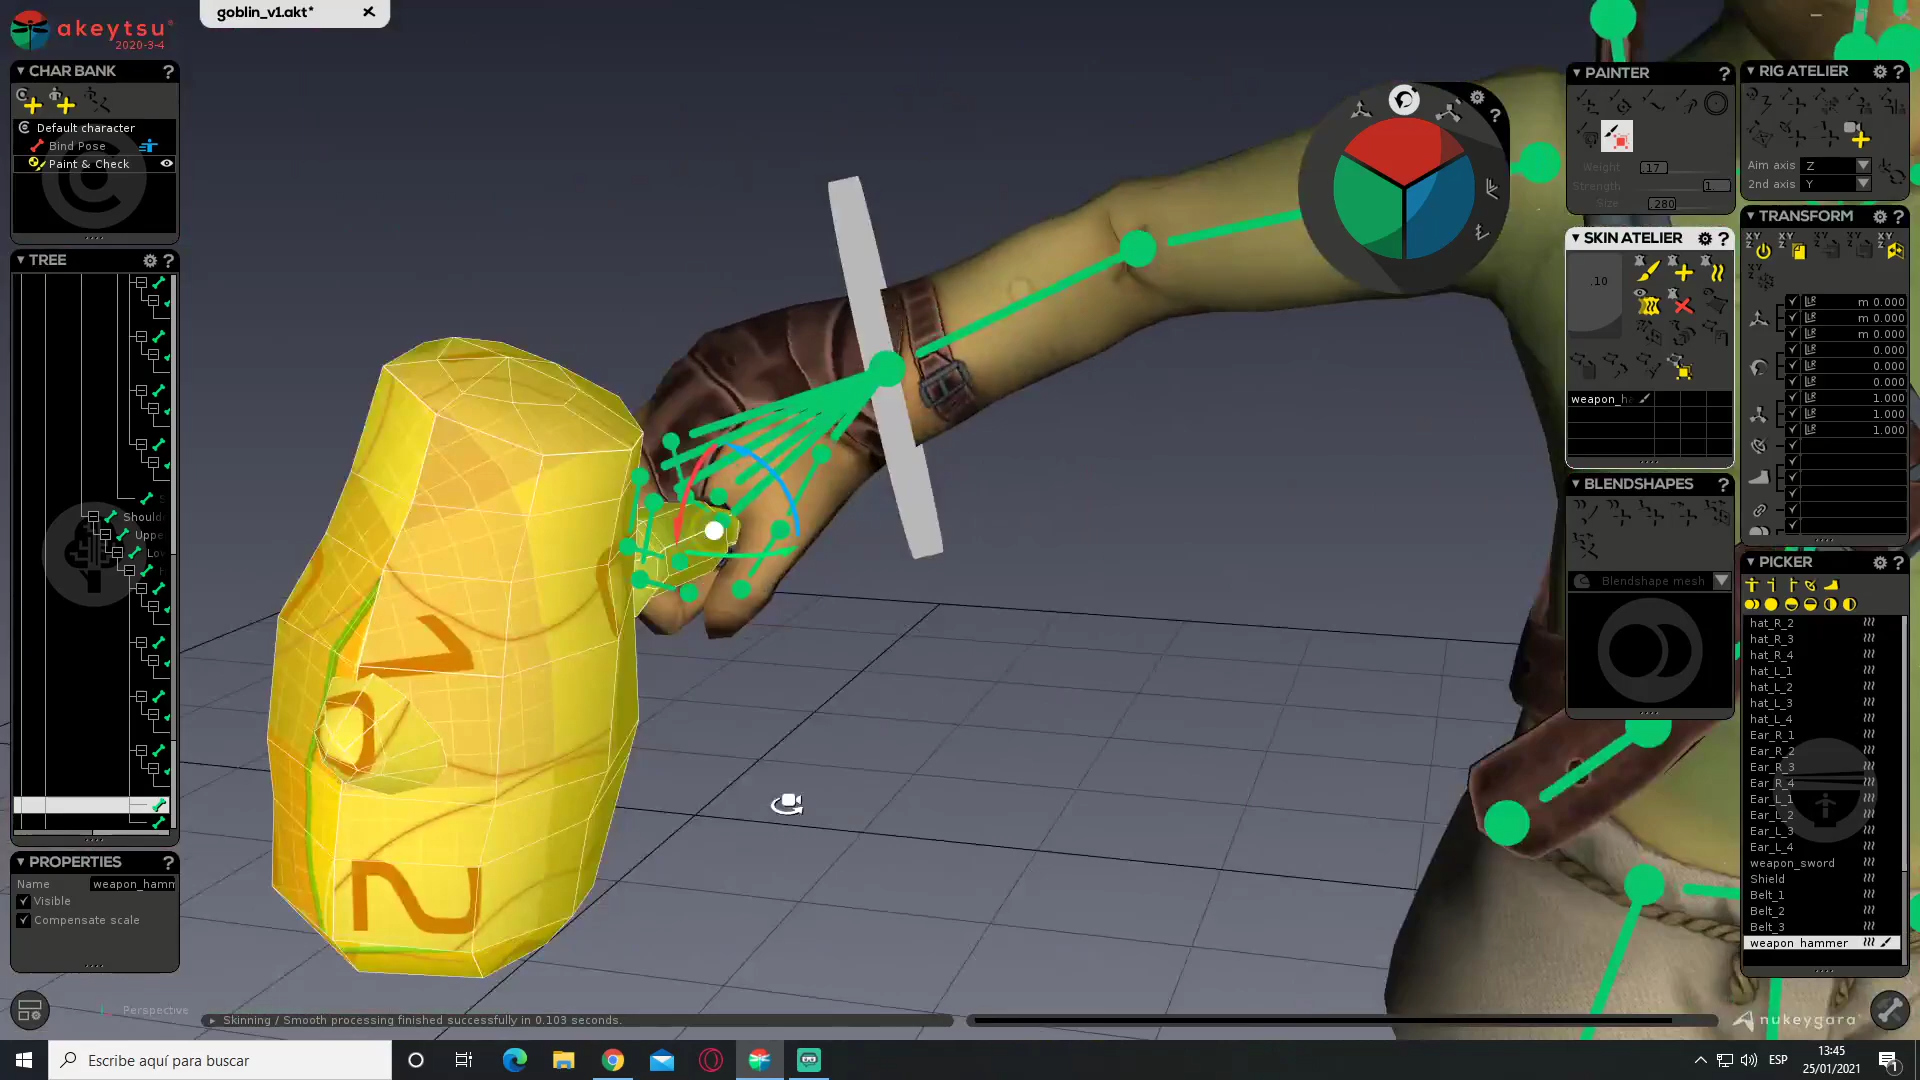 goblin_v1.akt*
akeytsu
2020-3-4
CHAR BANK
?
Default character
Bind Pose
Paint & Check
TREE
?
Should
Uppe
Lo
PROPERTIES
?
Name
weapon_hamm
Visible
Compensate scale
Perspective
Skinning / Smooth processing finished successfully in 0.103 seconds.
2
?
PAINTER
?
Weight
.17
Strength
1.
Size
.280
SKIN ATELIER
?
.10
weapon_ha
BLENDSHAPES
?
Blendshape mesh
RIG ATELIER
?
Aim axis
Z
2nd axis
Y
TRANSFORM
?
m 0.000
m 0.000
m 0.000
0.000
0.000
0.000
1.000
1.000
1.000
PICKER
?
hat_R_2
hat_R_3
hat_R_4
hat_L_1
hat_L_2
hat_L_3
hat_L_4
Ear_R_1
Ear_R_2
Ear_R_3
Ear_R_4
Ear_L_1
Ear_L_2
Ear_L_3
Ear_L_4
weapon_sword
Shield
Belt_1
Belt_2
Belt_3
weapon_hammer
nukeygara
Escribe aquí para buscar
ESP
13:45
25/01/2021
1